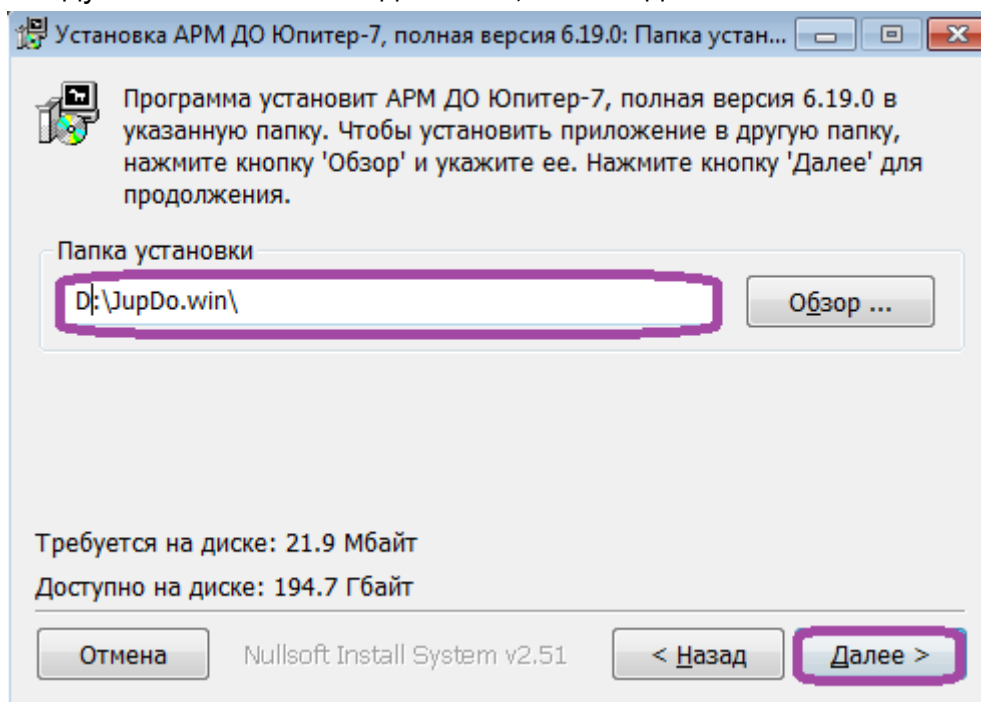 Установка АРМ ДО Юпитер-7, полная версия 6.19.0: Папка устан...
Программа установит АРМ ДО Юпитер-7, полная версия 6.19.0 в
указанную папку. Чтобы установить приложение в другую папку,
нажмите кнопку 'Обзор' и укажите ее. Нажмите кнопку 'Далее' для
продолжения.
Папка установки
D:\JupDo.win\
Обзор ...
Требуется на диске: 21.9 Мбайт
Доступно на диске: 194.7 Гбайт
Отмена
Nullsoft Install System v2.51
< Назад
Далее >